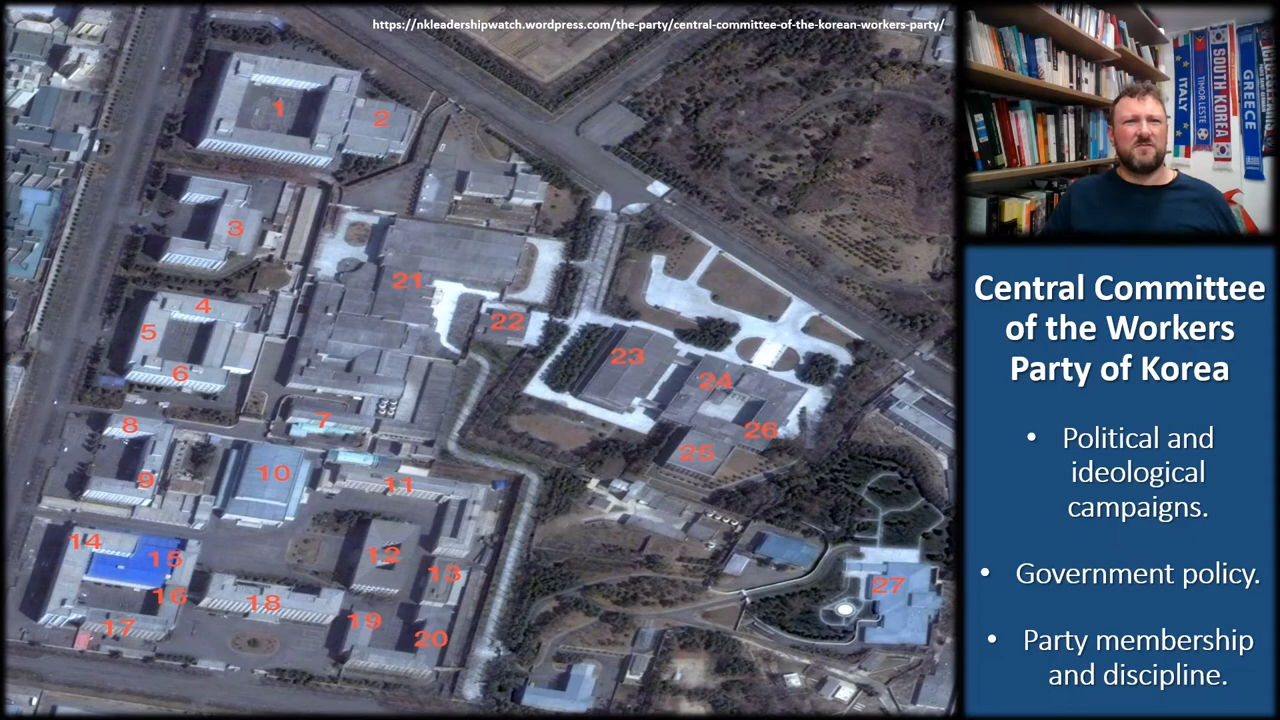 https://nkleadershipwatch.wordpress.com/the-party/central-committee-of-the-korean-workers-party/
1
2
3
4
5
6
7
8
9
10
11
12
13
14
15
16
17
18
19
20
21
22
23
24
25
26
27
ITALY
TIMOR LESTE
SOUTH KOREA
GREECE
Central Committee
of the Workers
Party of Korea
• Political and
ideological
campaigns.
• Government policy.
• Party membership
and discipline.